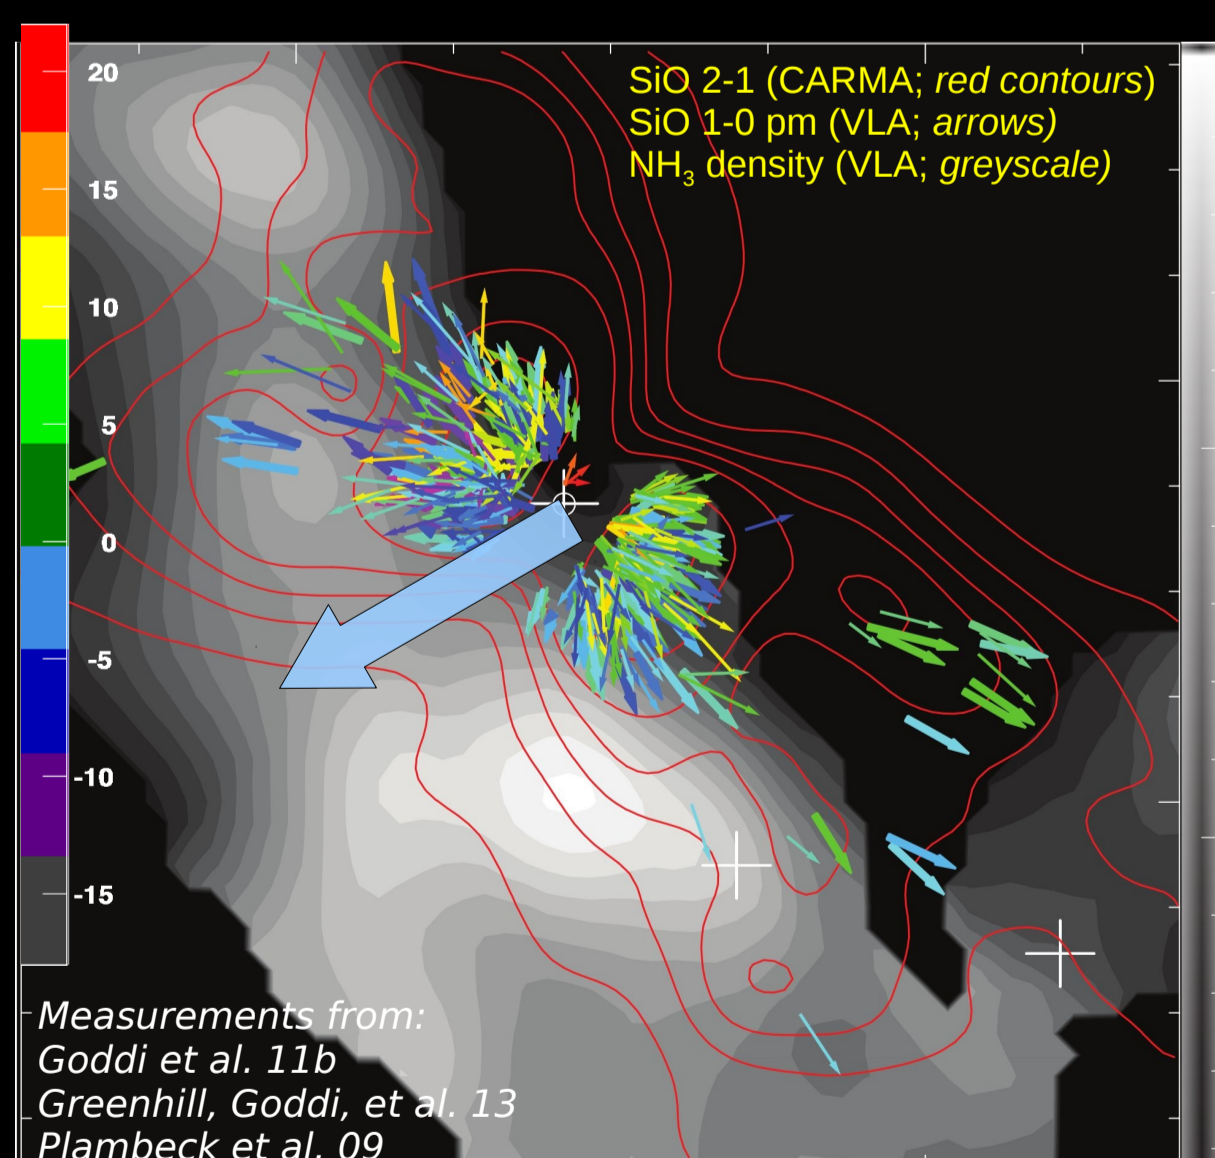 20
15
10
5
0
-5
-10
-15
SiO 2-1 (CARMA; red contours)
SiO 1-0 pm (VLA; arrows)
NH3 density (VLA; greyscale)
Measurements from:
Goddi et al. 11b
Greenhill, Goddi, et al. 13
Plambeck et al. 09